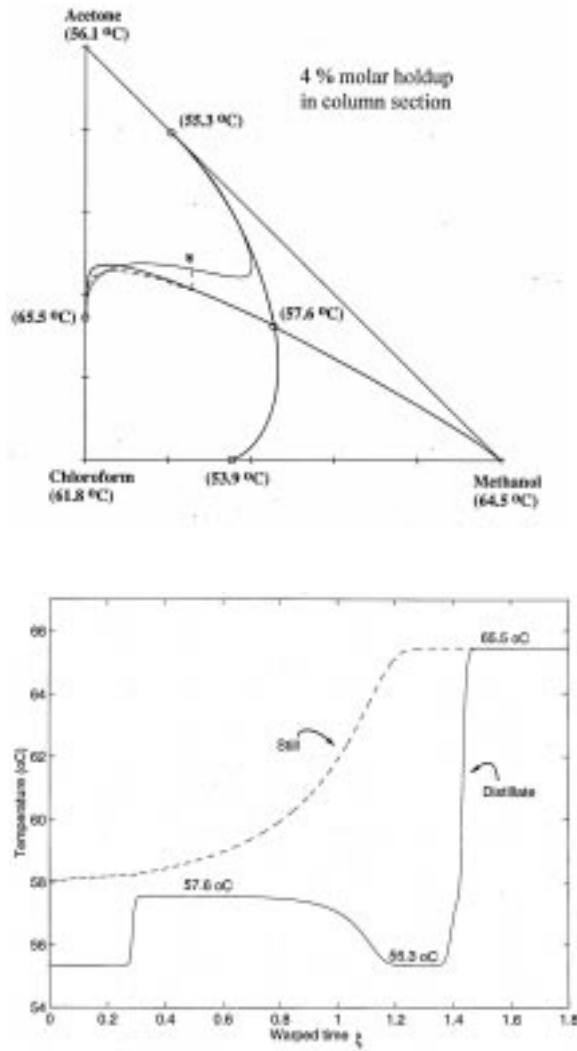 Acetone
(56.1 ºC)
4 % molar holdup
in column section
(55.3 ºC)
(65.5 ºC)
(57.6 ºC)
Chloroform
(61.8 ºC)
(53.9 ºC)
Methanol
(64.5 ºC)
66
64
62
60
58
56
54
Temperature (oC)
65.5 oC
Still
Distillate
57.6 oC
55.3 oC
0 0.2 0.4 0.6 0.8 1 1.2 1.4 1.6 1.8
Warped time ξ